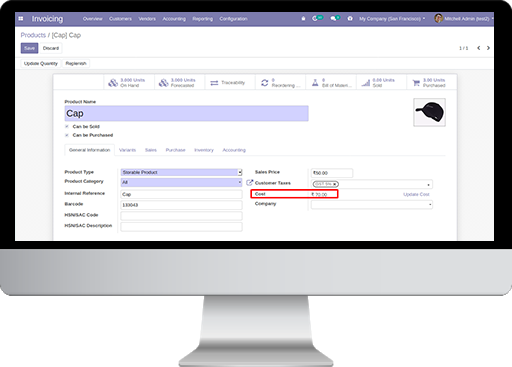 Invoicing Overview Customers Vendors Accounting Reporting Configuration My Company (San Francisco) Mitchell Admin (test2)
Products / [Cap] Cap
Save Discard 1 / 1
Update Quantity Replenish
3.000 Units On Hand
3.000 Units Forecasted
Traceability
0 Reordering ...
0 Bill of Materi...
0.00 Units Sold
3.00 Units Purchased
Product Name
Cap
Can be Sold
Can be Purchased
General Information Variants Sales Purchase Inventory Accounting
Product Type Storable Product Sales Price ₹50.00
Product Category All Customer Taxes
Internal Reference Cap Cost ₹ 70.00 Update Cost
Barcode 133043 Company
HSN/SAC Code
HSN/SAC Description